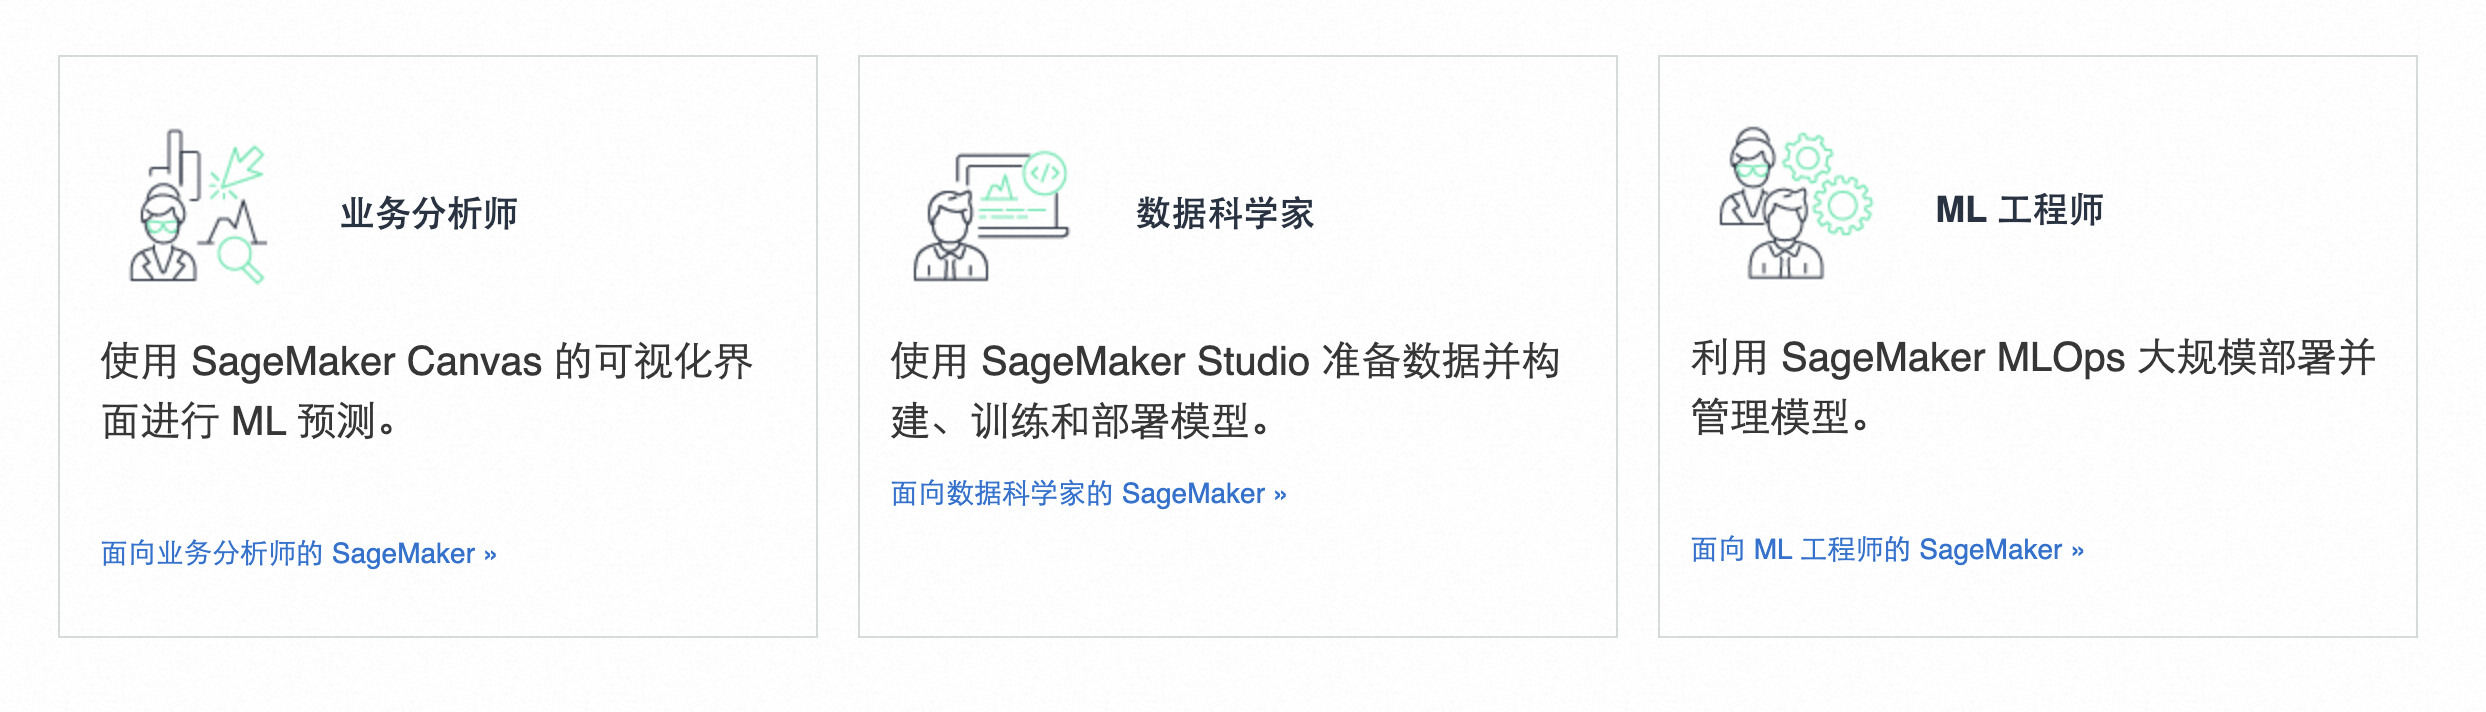 业务分析师
使用 SageMaker Canvas 的可视化界
面进行 ML 预测。
面向业务分析师的 SageMaker »
数据科学家
使用 SageMaker Studio 准备数据并构
建、训练和部署模型。
面向数据科学家的 SageMaker »
ML 工程师
利用 SageMaker MLOps 大规模部署并
管理模型。
面向 ML 工程师的 SageMaker »